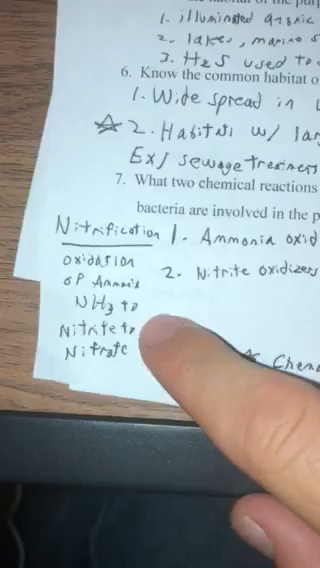 1. illuminated
2. lakes, marine
3. H2S used to
6. Know the common habitat o
1. Wide spread in
2. Habitats w/ lar
Ex/ sewage treatment
7. What two chemical reactions
bacteria are involved in the p
Nitrification 1. Ammonia oxid
oxidation
of Ammonia
2. Nitrite oxidizers
NH3 to
Nitrite to
Nitrate
Chem